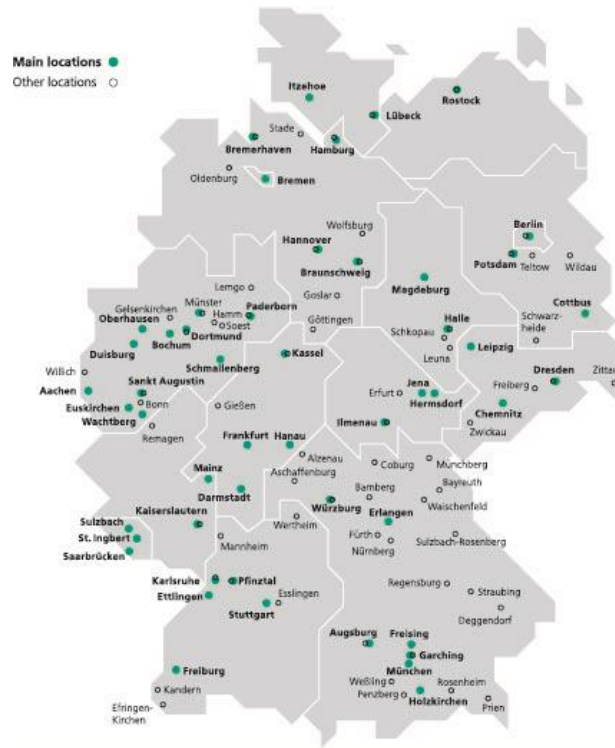 Main locations
Other locations
Itzehoe
Rostock
Lübeck
Stade
Bremerhaven
Hamburg
Oldenburg
Bremen
Wolfsburg
Hannover
Berlin
Braunschweig
Potsdam
Teltow
Wildau
Magdeburg
Lemgo
Goslar
Cottbus
Münster
Gelsenkirchen
Hamm
Paderborn
Oberhausen
Soest
Göttingen
Halle
Schwarz-
heide
Dortmund
Schkopau
Duisburg
Bochum
Leuna
Leipzig
Kassel
Schmallenberg
Willich
Dresden
Zittau
Aachen
Sankt Augustin
Jena
Erfurt
Freiberg
Euskirchen
Bonn
Hermsdorf
Gießen
Chemnitz
Wachtberg
Ilmenau
Zwickau
Remagen
Frankfurt
Hanau
Alzenau
Coburg
Münchberg
Mainz
Aschaffenburg
Bamberg
Bayreuth
Darmstadt
Würzburg
Waischenfeld
Kaiserslautern
Erlangen
Sulzbach
Wertheim
Fürth
St. Ingbert
Mannheim
Nürnberg
Sulzbach-Rosenberg
Saarbrücken
Karlsruhe
Pfinztal
Regensburg
Straubing
Ettlingen
Esslingen
Stuttgart
Deggendorf
Augsburg
Freising
Garching
München
Freiburg
Weßling
Rosenheim
Kandern
Penzberg
Holzkirchen
Prien
Efringen-
Kirchen